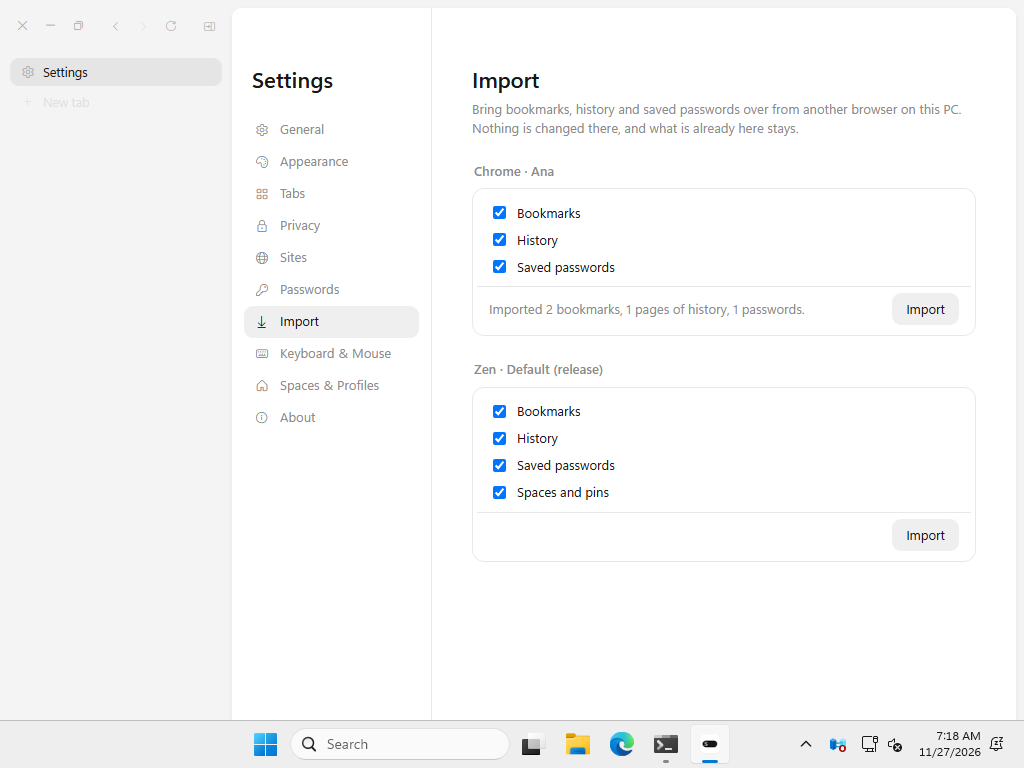 Settings
New tab
Settings
General
Appearance
Tabs
Privacy
Sites
Passwords
Import
Keyboard & Mouse
Spaces & Profiles
About
Import
Bring bookmarks, history and saved passwords over from another browser on this PC.
Nothing is changed there, and what is already here stays.
Chrome · Ana
Bookmarks
History
Saved passwords
Imported 2 bookmarks, 1 pages of history, 1 passwords.
Import
Zen · Default (release)
Bookmarks
History
Saved passwords
Spaces and pins
Import
Search
7:18 AM
11/27/2026